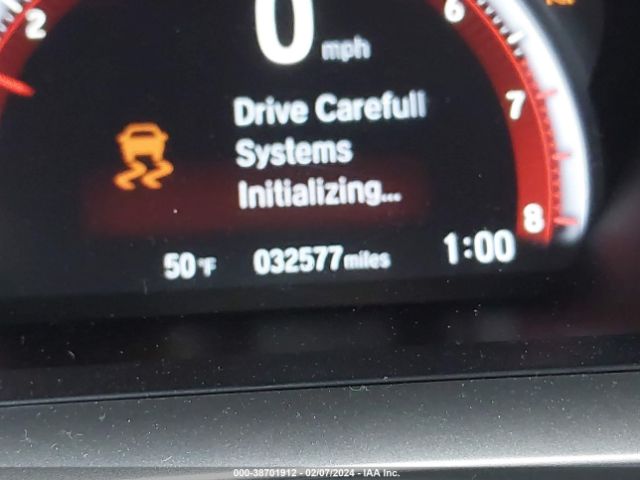 2
0 mph
6
7
8
Drive Carefull
Systems
Initializing...
50°F 032577 miles 1:00
000-38701912 - 02/07/2024 - IAA Inc.